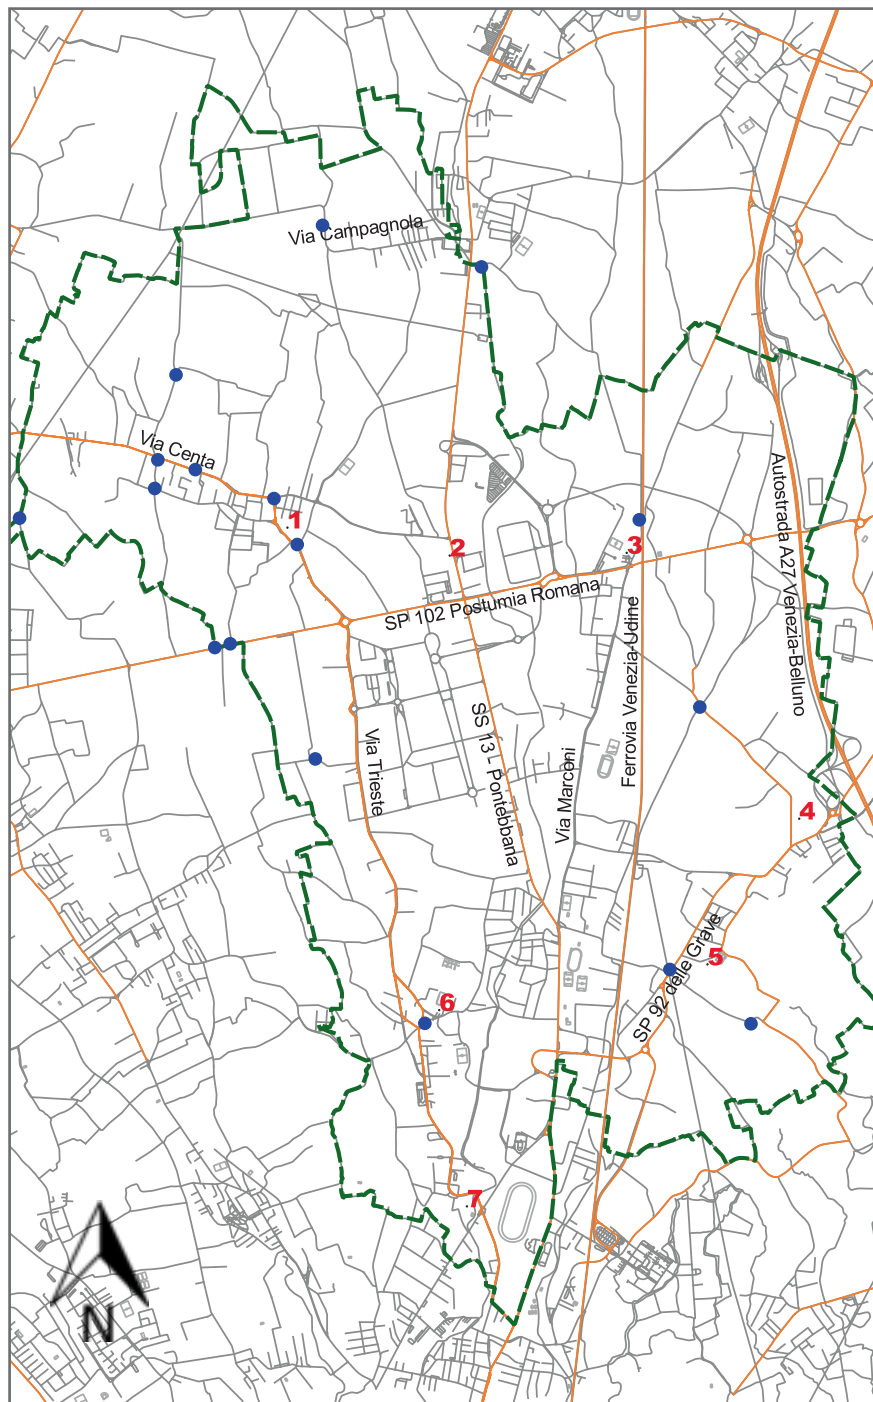 Via Campagnola
Via Centa
1
2
3
SP 102 Postumia Romana
Autostrada A27 Venezia-Belluno
Ferrovia Venezia-Udine
SS 13 - Pontebbana
Via Trieste
Via Marconi
4
SP 92 delle Grave
5
6
7
N